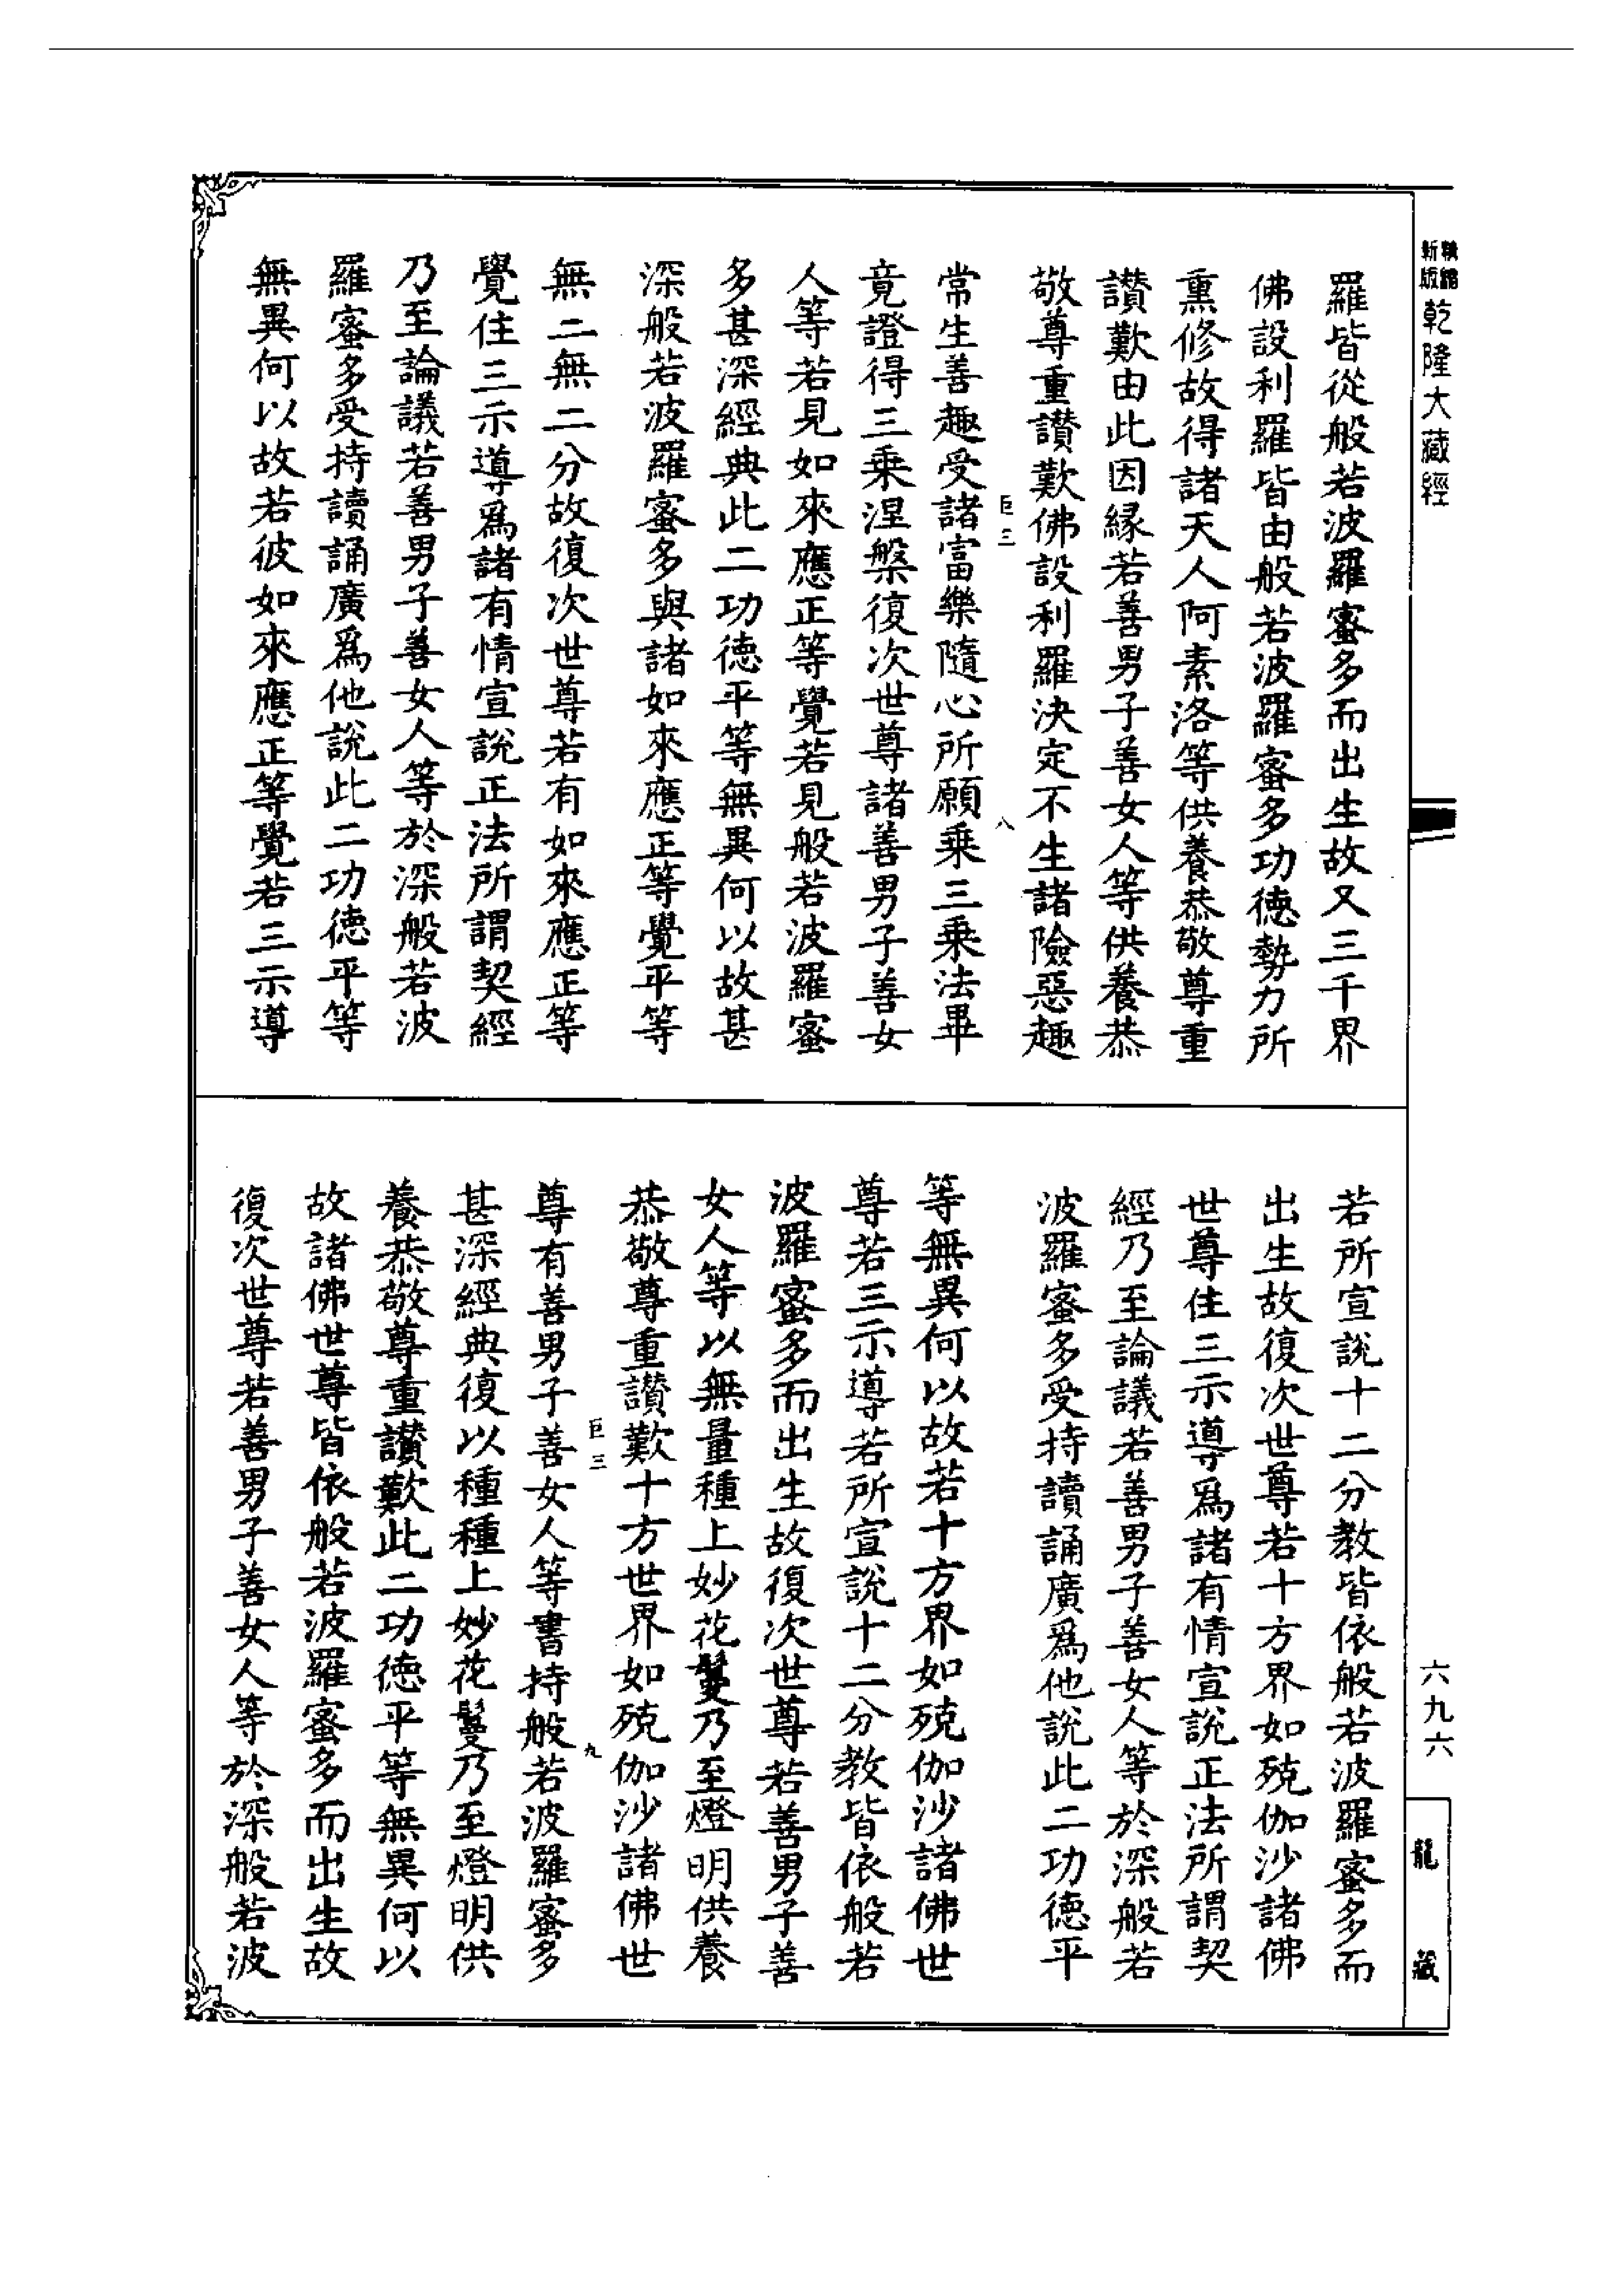 精縮新版乾隆大藏經
羅皆從般若波羅蜜多而出生故又三千界
佛設利羅皆由般若波羅蜜多功德勢力所
熏修故得諸天人阿素洛等供養恭敬尊重
讚歎由此因緣若善男子善女人等供養恭
敬尊重讚歎佛設利羅決定不生諸險惡趣
巨三 八
常生善趣受諸富樂隨心所願乘三乘法畢
竟證得三乘涅槃復次世尊諸善男子善女
人等若見如來應正等覺若見般若波羅蜜
多甚深經典此二功德平等無異何以故甚
深般若波羅蜜多與諸如來應正等覺平等
無二無二分故復次世尊若有如來應正等
覺住三示導爲諸有情宣說正法所謂契經
乃至論議若善男子善女人等於深般若波
羅蜜多受持讀誦廣爲他說此二功德平等
無異何以故若彼如來應正等覺若三示導
若所宣說十二分教皆依般若波羅蜜多而
出生故復次世尊若十方界如殑伽沙諸佛
世尊住三示導爲諸有情宣說正法所謂契
經乃至論議若善男子善女人等於深般若
波羅蜜多受持讀誦廣爲他說此二功德平
等無異何以故若十方界如殑伽沙諸佛世
尊若三示導若所宣說十二分教皆依般若
波羅蜜多而出生故復次世尊若善男子善
女人等以無量種上妙花鬘乃至燈明供養
恭敬尊重讚歎十方世界如殑伽沙諸佛世
巨三 九
尊有善男子善女人等書持般若波羅蜜多
甚深經典復以種種上妙花鬘乃至燈明供
養恭敬尊重讚歎此二功德平等無異何以
故諸佛世尊皆依般若波羅蜜多而出生故
復次世尊若善男子善女人等於深般若波
六九六
龍藏